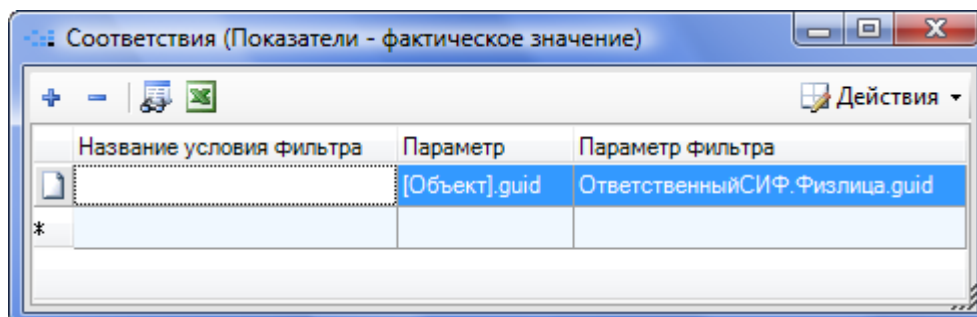 Соответствия (Показатели - фактическое значение)
Действия
Название условия фильтра Параметр Параметр фильтра
[Объект].guid ОтветственныйСИФ.Физлица.guid
*